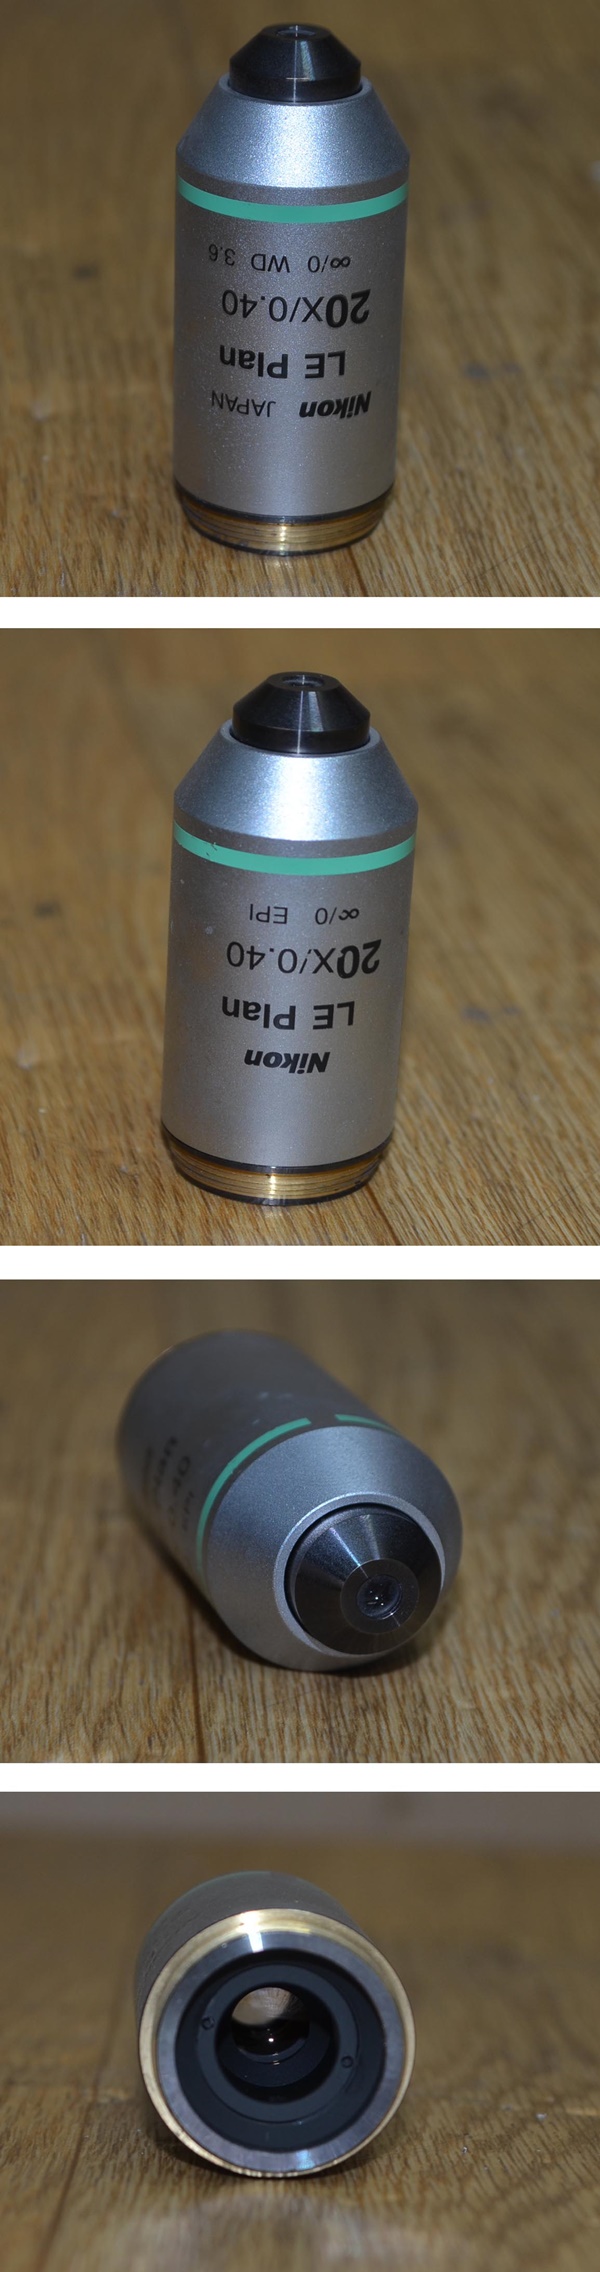 Nikon JAPAN
LE Plan
20X/0.40
∞/0 WD 3.6
Nikon
LE Plan
20X/0.40
∞/0 EPI